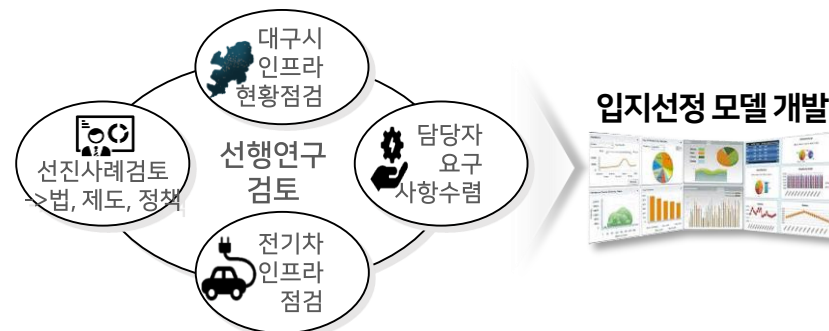 대구시
인프라
현황점검
선진사례검토
->법, 제도, 정책
선행연구
검토
담당자
요구
사항수렴
전기차
인프라
점검
입지선정 모델 개발